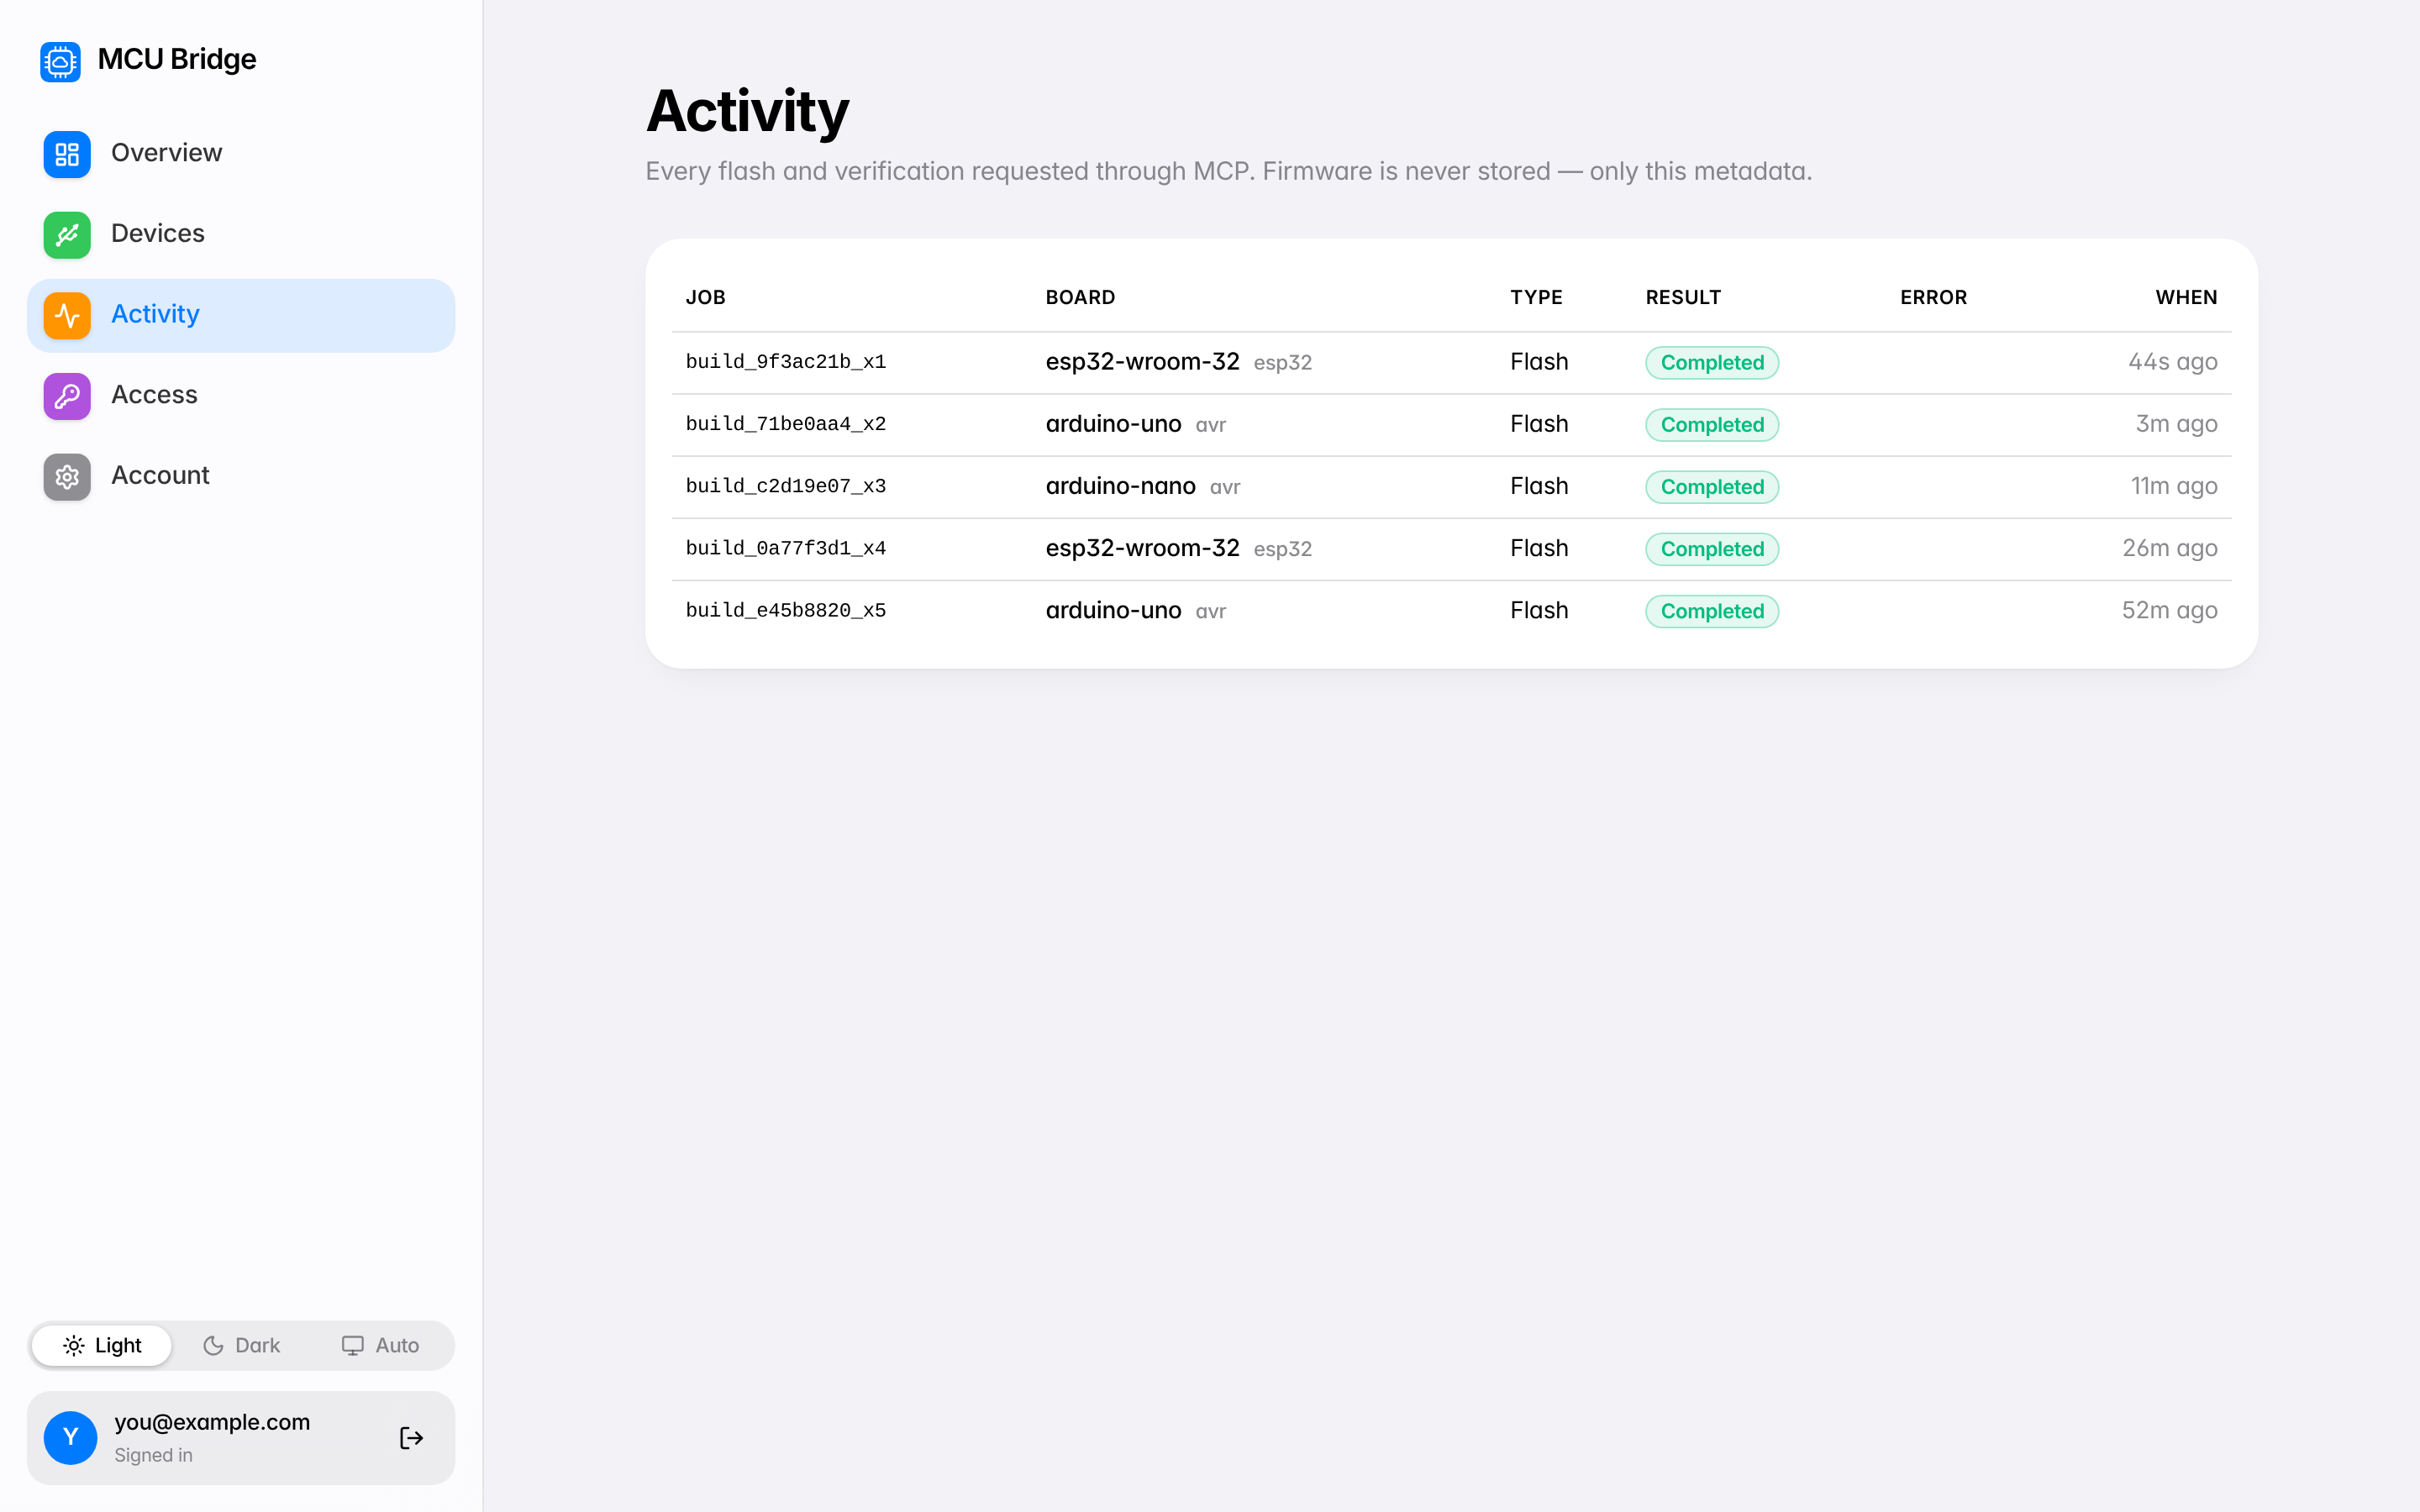 MCU Bridge
Overview
Devices
Activity
Access
Account
Light Dark Auto
Y
you@example.com
Signed in
Activity
Every flash and verification requested through MCP. Firmware is never stored — only this metadata.
JOB BOARD TYPE RESULT ERROR WHEN
build_9f3ac21b_x1 esp32-wroom-32 esp32 Flash Completed 44s ago
build_71be0aa4_x2 arduino-uno avr Flash Completed 3m ago
build_c2d19e07_x3 arduino-nano avr Flash Completed 11m ago
build_0a77f3d1_x4 esp32-wroom-32 esp32 Flash Completed 26m ago
build_e45b8820_x5 arduino-uno avr Flash Completed 52m ago